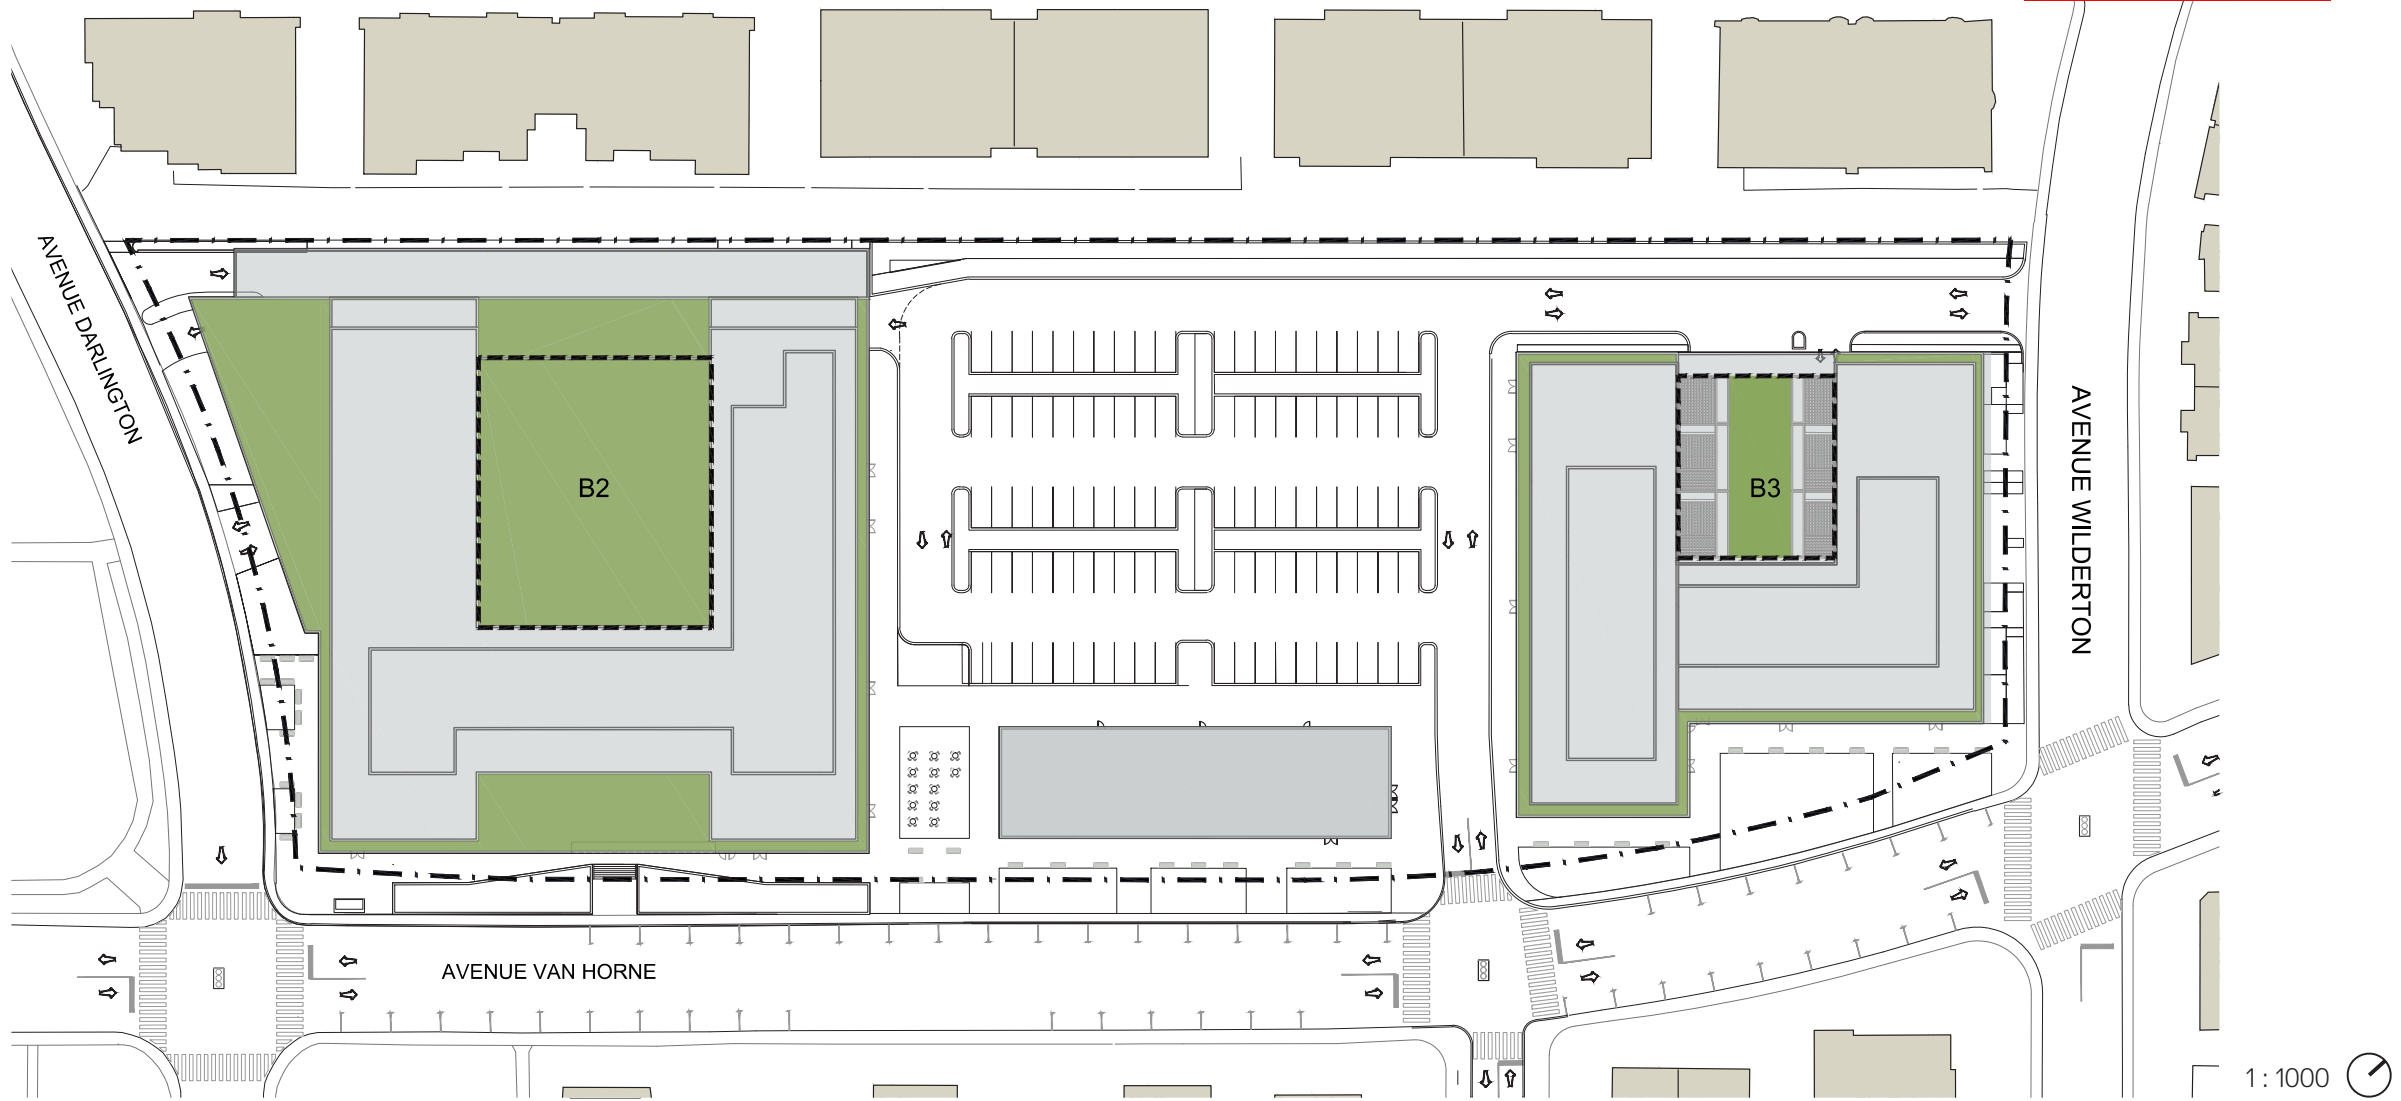 AVENUE DARLINGTON
B2
B3
AVENUE WILDERTON
AVENUE VAN HORNE
1 : 1000